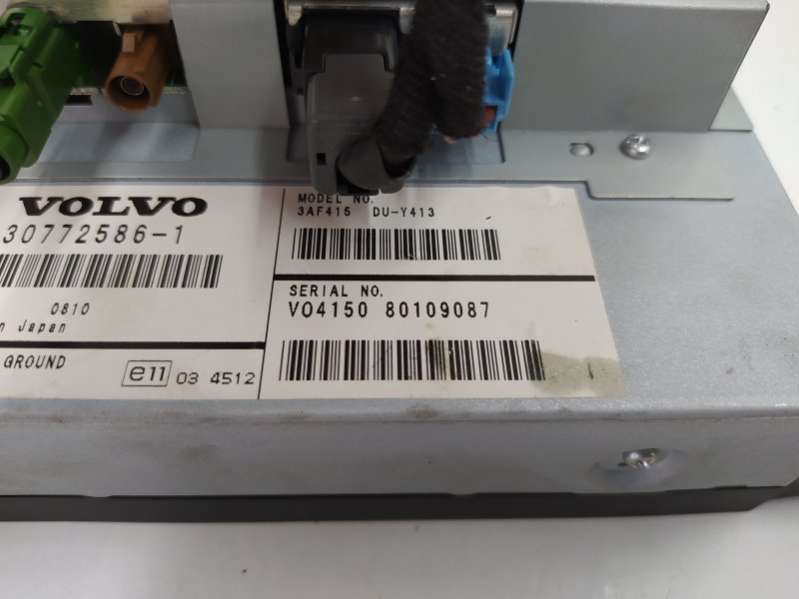 VOLVO
30772586-1
0810
n Japan
GROUND
e11 03 4512
MODEL NO.
3AF415 DU-Y413
SERIAL NO.
V04150 80109087